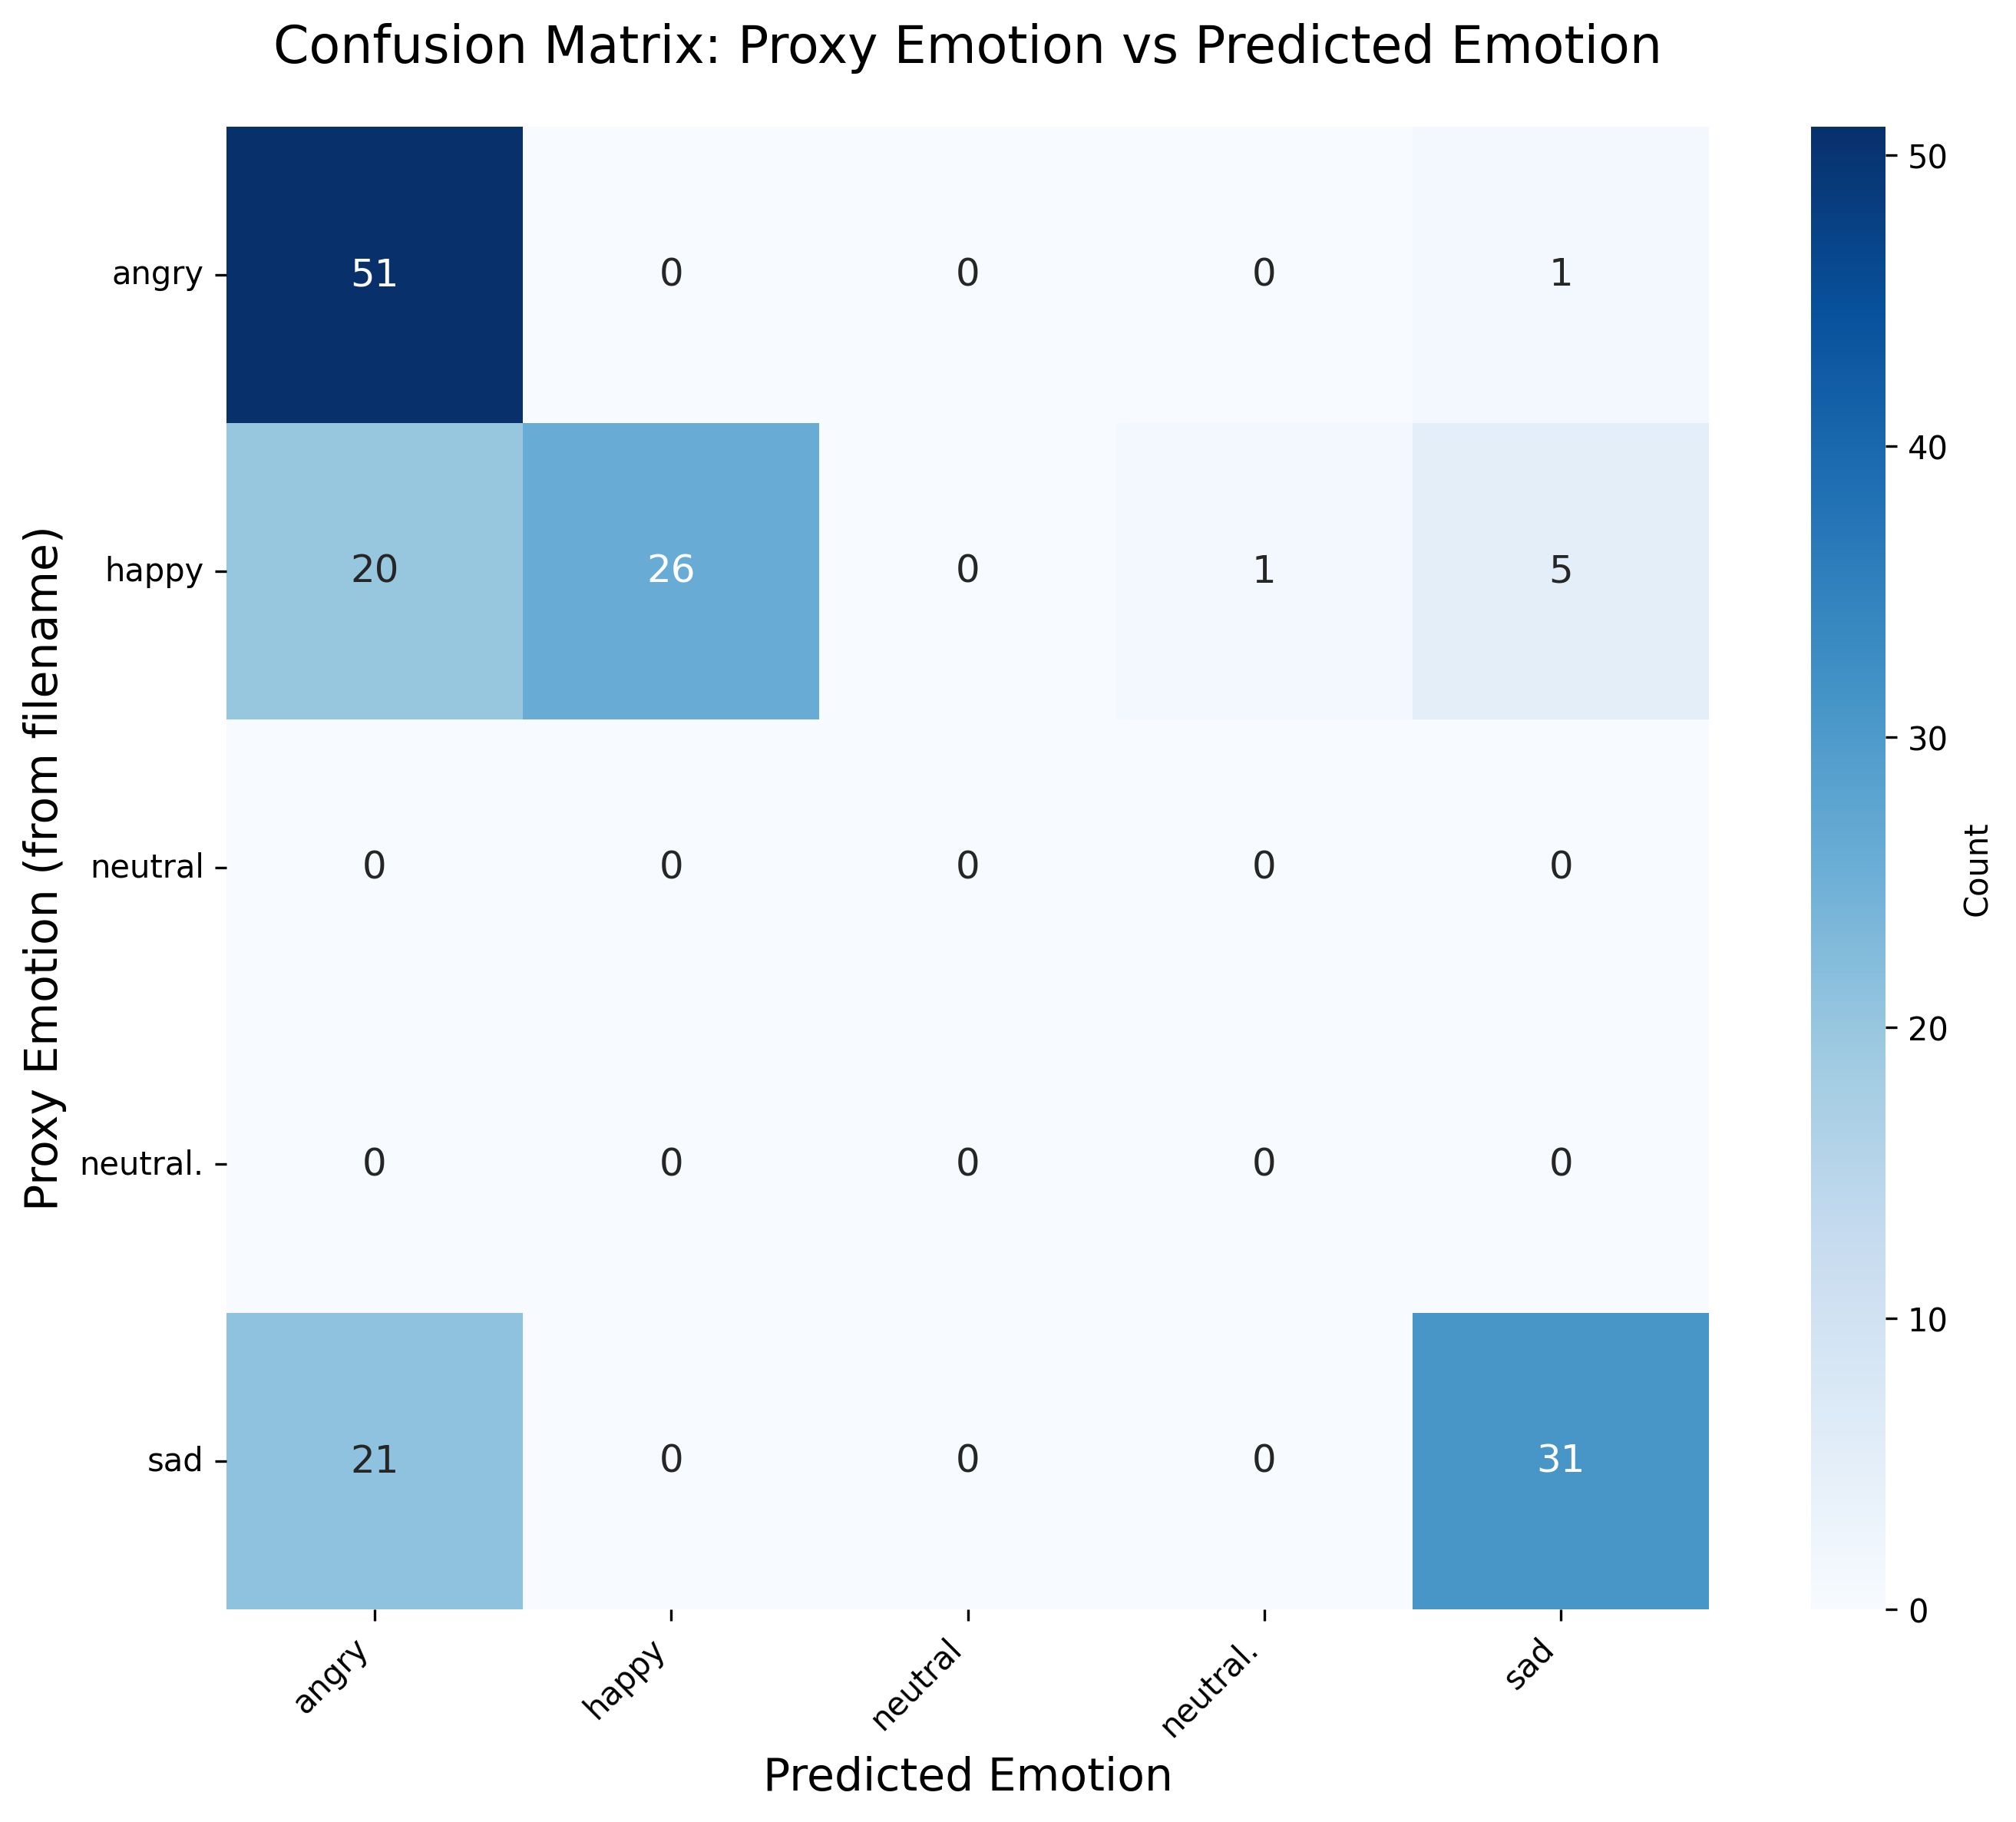 Confusion Matrix: Proxy Emotion vs Predicted Emotion
Proxy Emotion (from filename)
angry 51 0 0 0 1
happy 20 26 0 1 5
neutral 0 0 0 0 0
neutral. 0 0 0 0 0
sad 21 0 0 0 31
angry happy neutral neutral. sad
Predicted Emotion
50
40
30
20
10
0
Count